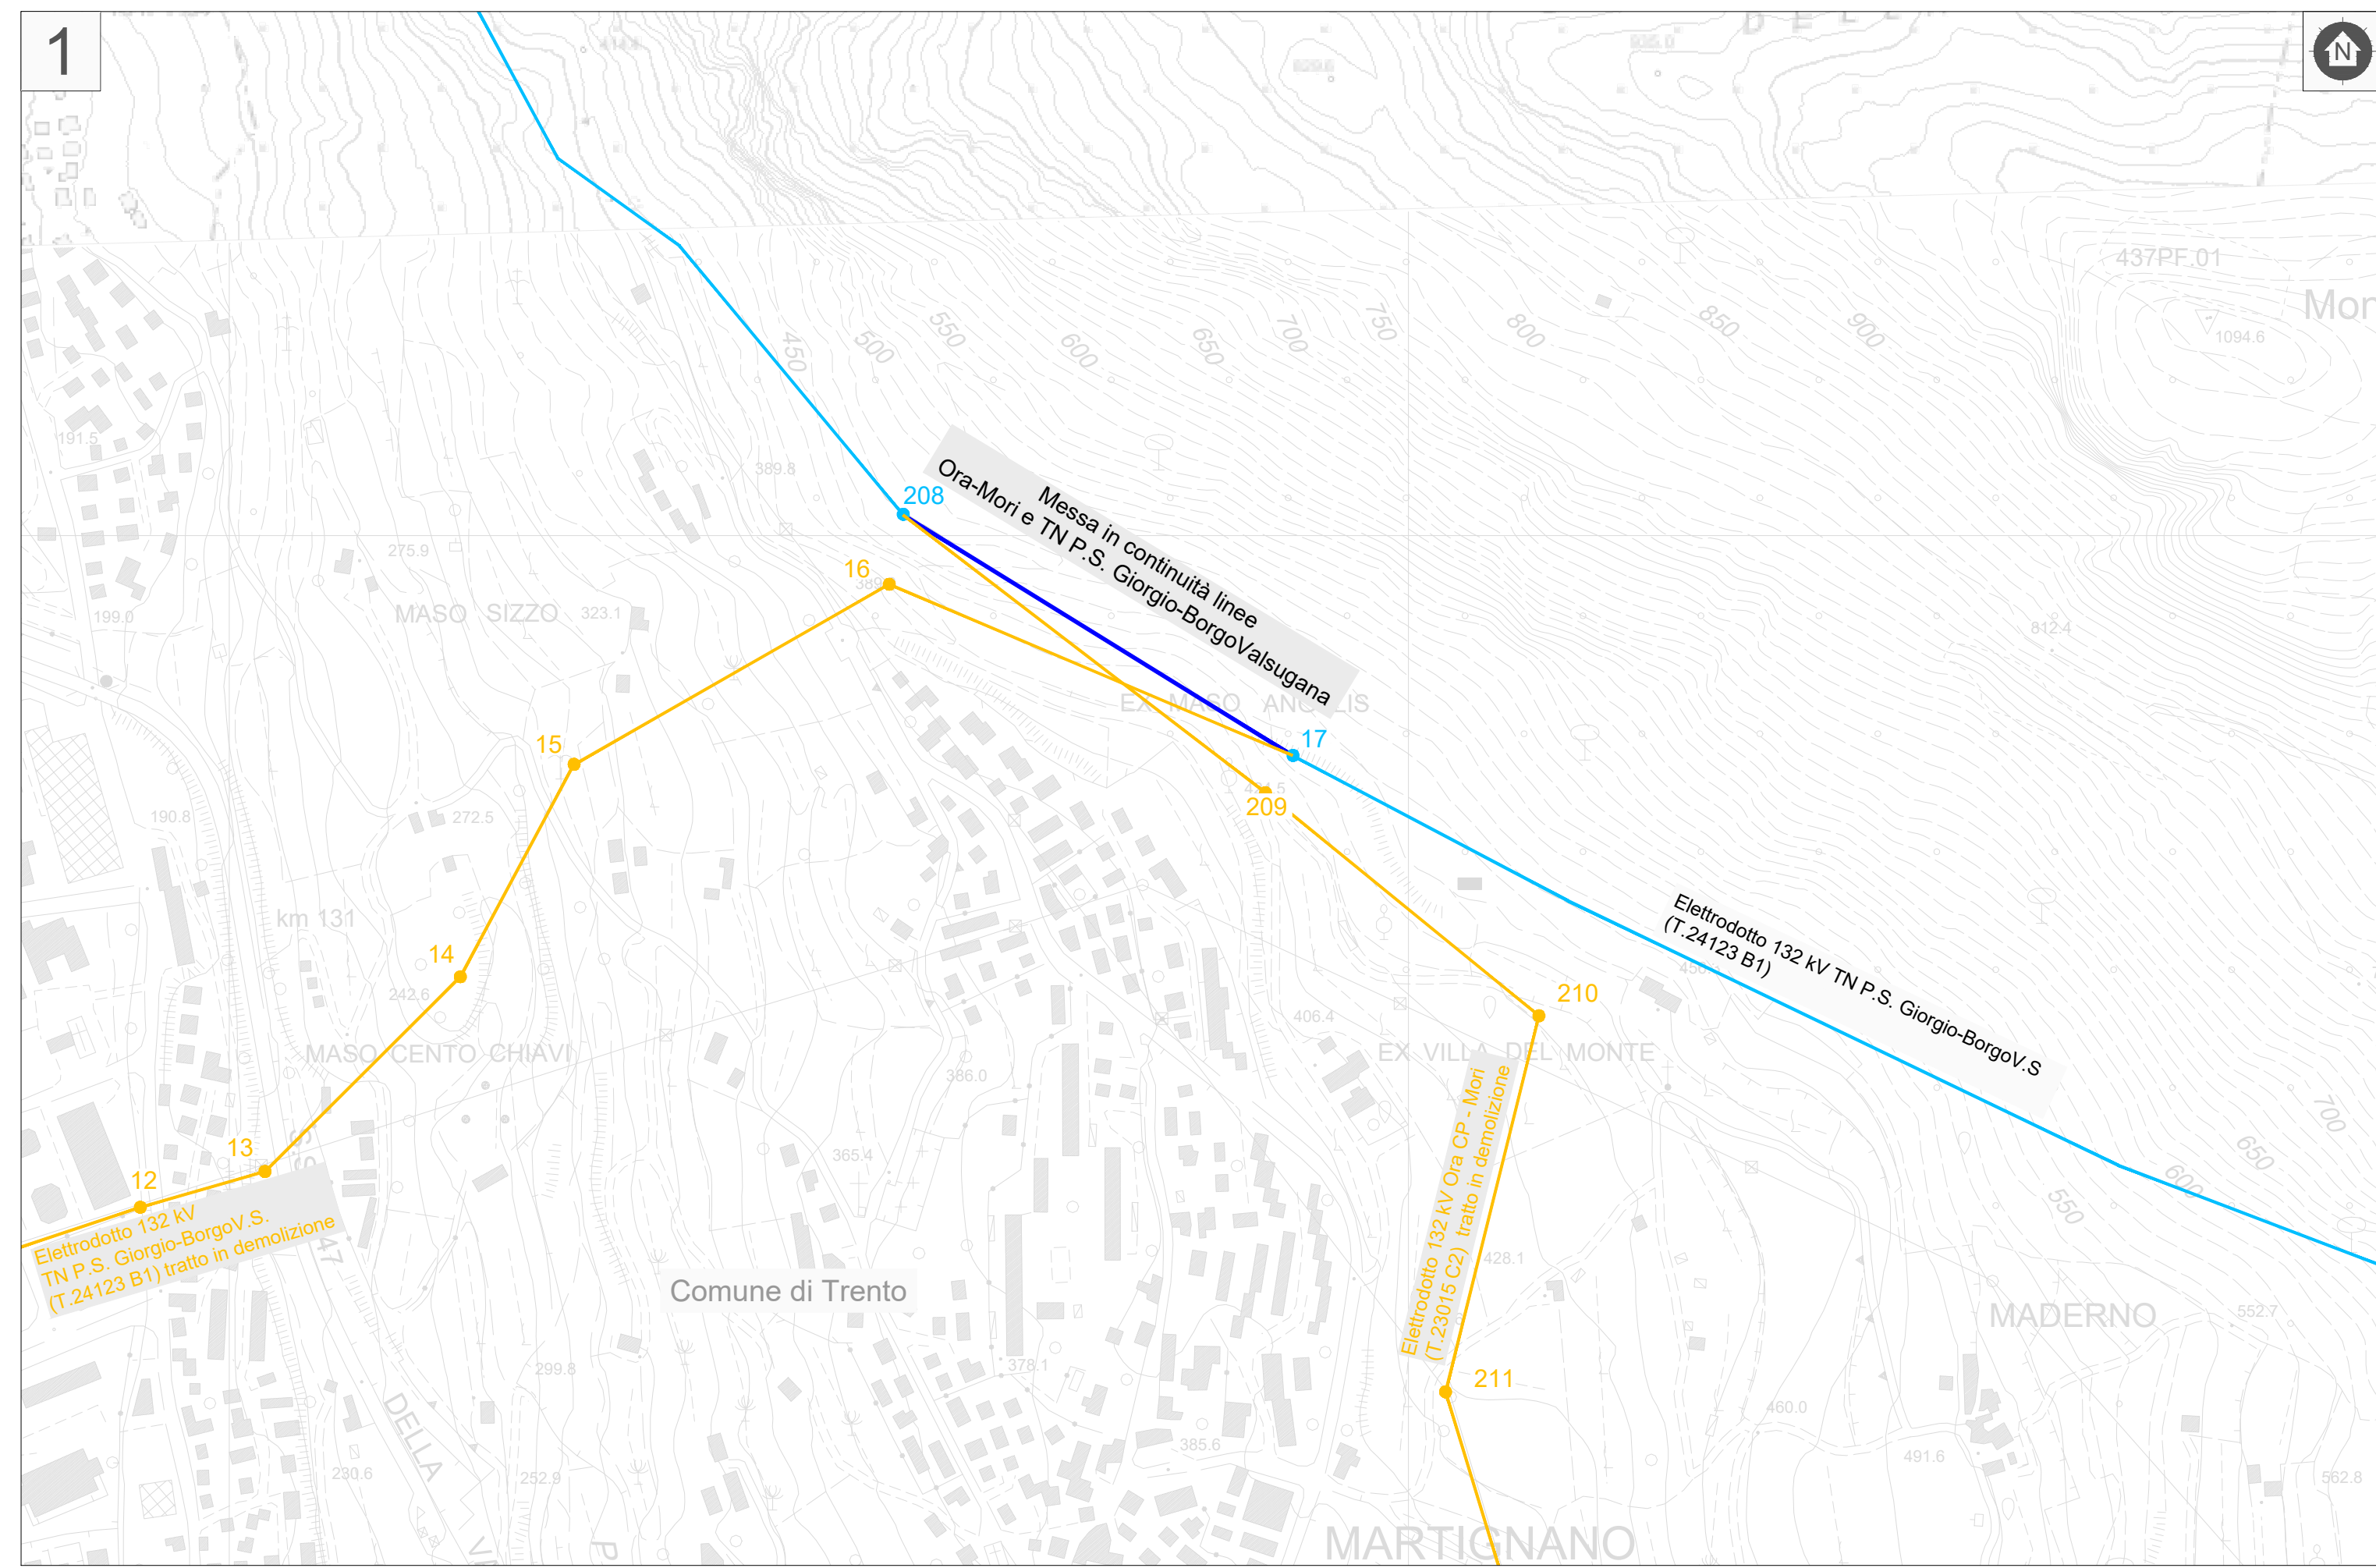 1
N
414.4
925.0
437PF.01
Mor
1094.6
450
500
550
600
650
700
750
800
850
900
191.5
389.8
208
Messa in continuità linee
Ora-Mori e TN P.S. Giorgio-BorgoValsugana
275.9
16
199.0
MASO SIZZO
323.1
812.4
EX MASO
17
15
209
190.8
272.5
km 131
14
242.6
Elettrodotto 132 kV TN P.S. Giorgio-BorgoV.S
(T.24123 B1)
210
406.4
MASO CENTO CHIAVI
386.0
EX VILLA DEL MONTE
13
12
365.4
Elettrodotto 132 kV
TN P.S. Giorgio-BorgoV.S.
(T.24123 B1) tratto in demolizione
47
Elettrodotto 132 kV Ora CP - Mori
(T.23015 C2) tratto in demolizione
428.1
700
650
600
550
Comune di Trento
MADERNO
552.7
299.8
378.1
211
460.0
DELLA
385.6
491.6
230.6
252.9
562.8
MARTIGNANO
P